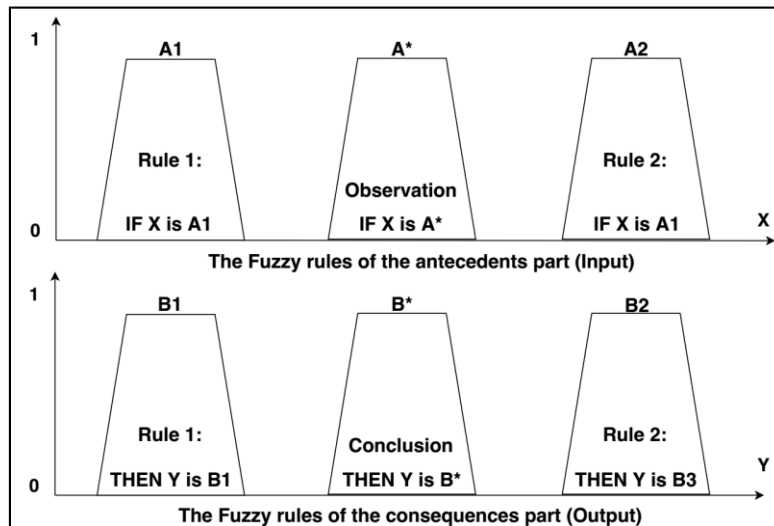 1
A1 A* A2
Rule 1: Rule 2:
Observation
IF X is A1 IF X is A* IF X is A1
X
0
The Fuzzy rules of the antecedents part (Input)
1
B1 B* B2
Rule 1: Rule 2:
Conclusion
Y
THEN Y is B1 THEN Y is B* THEN Y is B3
0
The Fuzzy rules of the consequences part (Output)